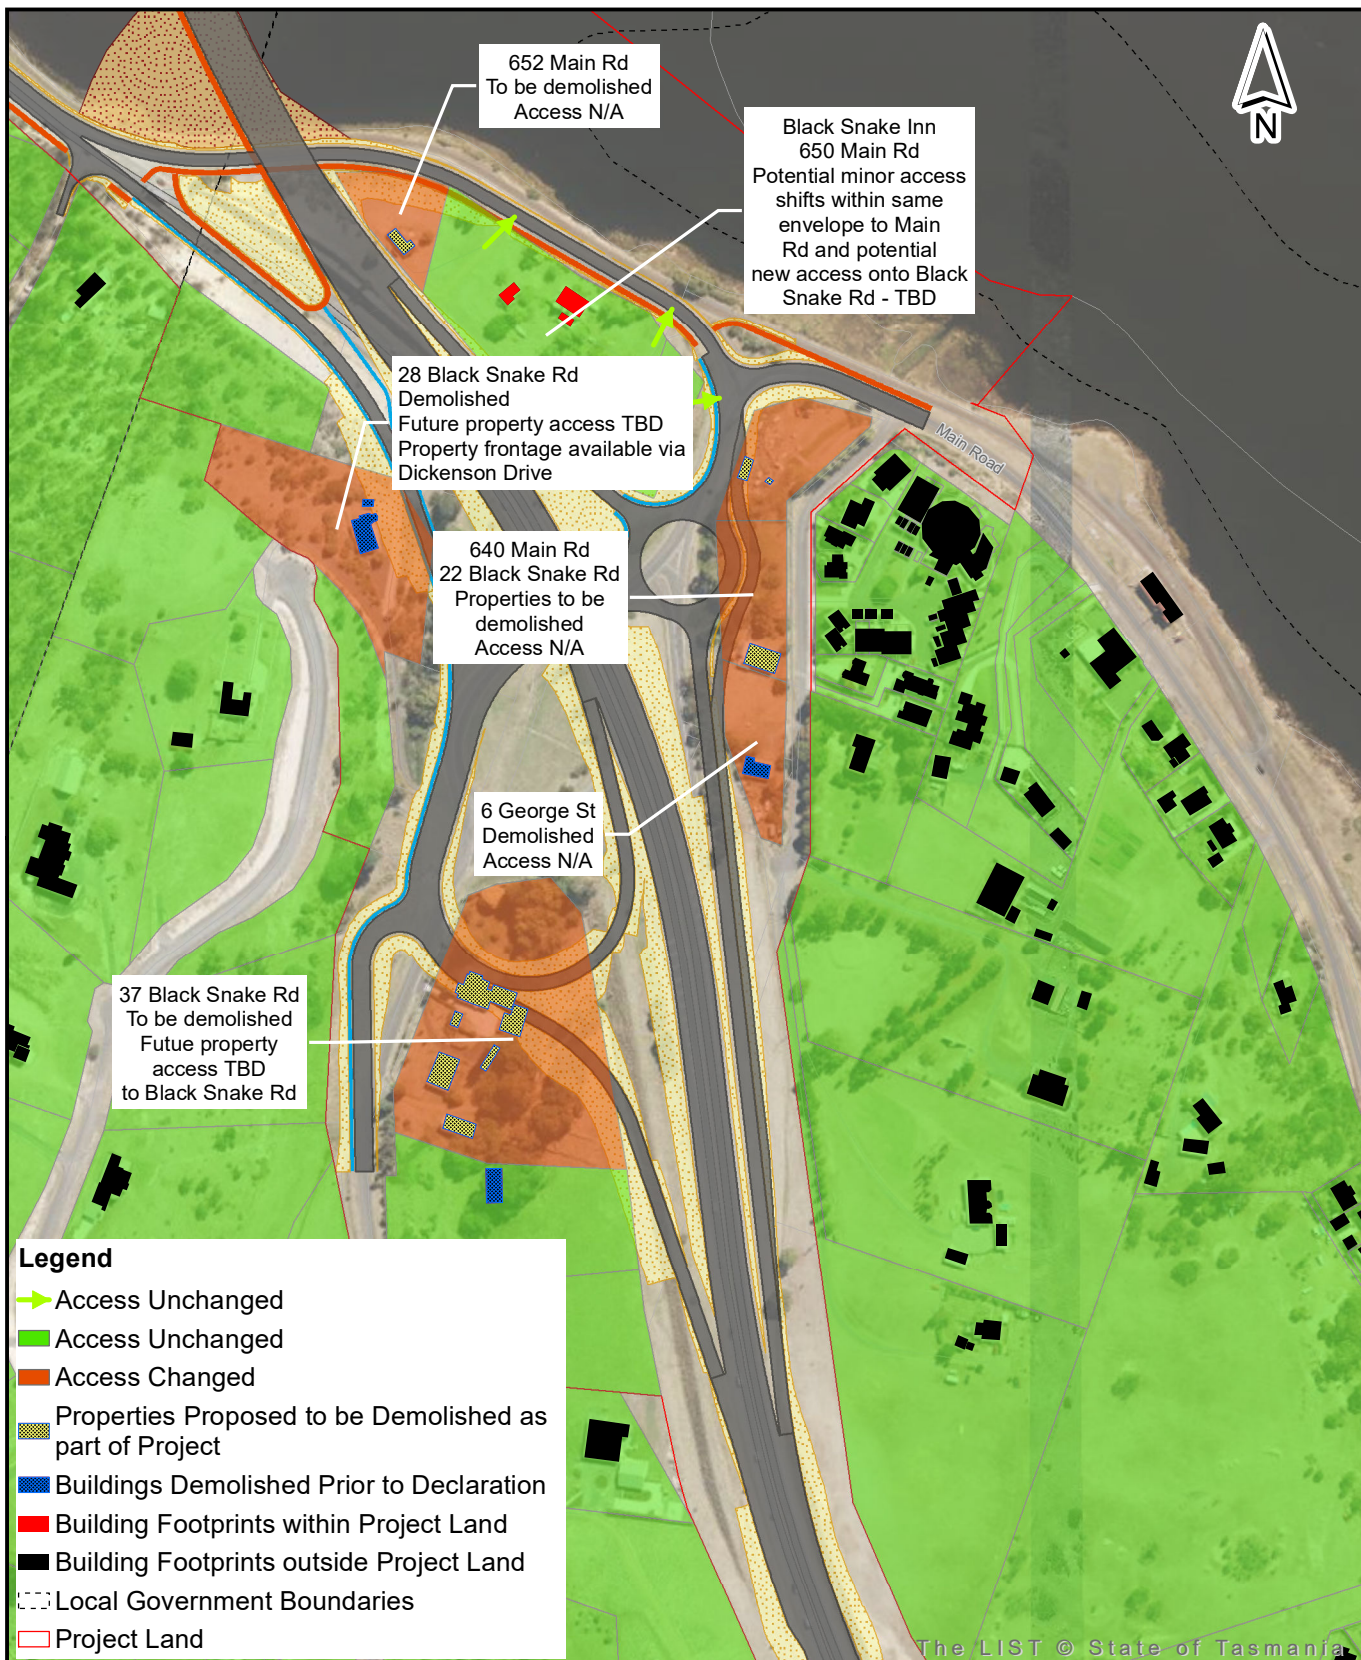 652 Main Rd
To be demolished
Access N/A
Black Snake Inn
650 Main Rd
Potential minor access
shifts within same
envelope to Main
Rd and potential
new access onto Black
Snake Rd - TBD
N
28 Black Snake Rd
Demolished
Future property access TBD
Property frontage available via
Dickenson Drive
Main Road
640 Main Rd
22 Black Snake Rd
Properties to be
demolished
Access N/A
6 George St
Demolished
Access N/A
37 Black Snake Rd
To be demolished
Futue property
access TBD
to Black Snake Rd
Legend
Access Unchanged
Access Unchanged
Access Changed
Properties Proposed to be Demolished as
part of Project
Buildings Demolished Prior to Declaration
Building Footprints within Project Land
Building Footprints outside Project Land
Local Government Boundaries
Project Land
The LIST © State of Tasmania